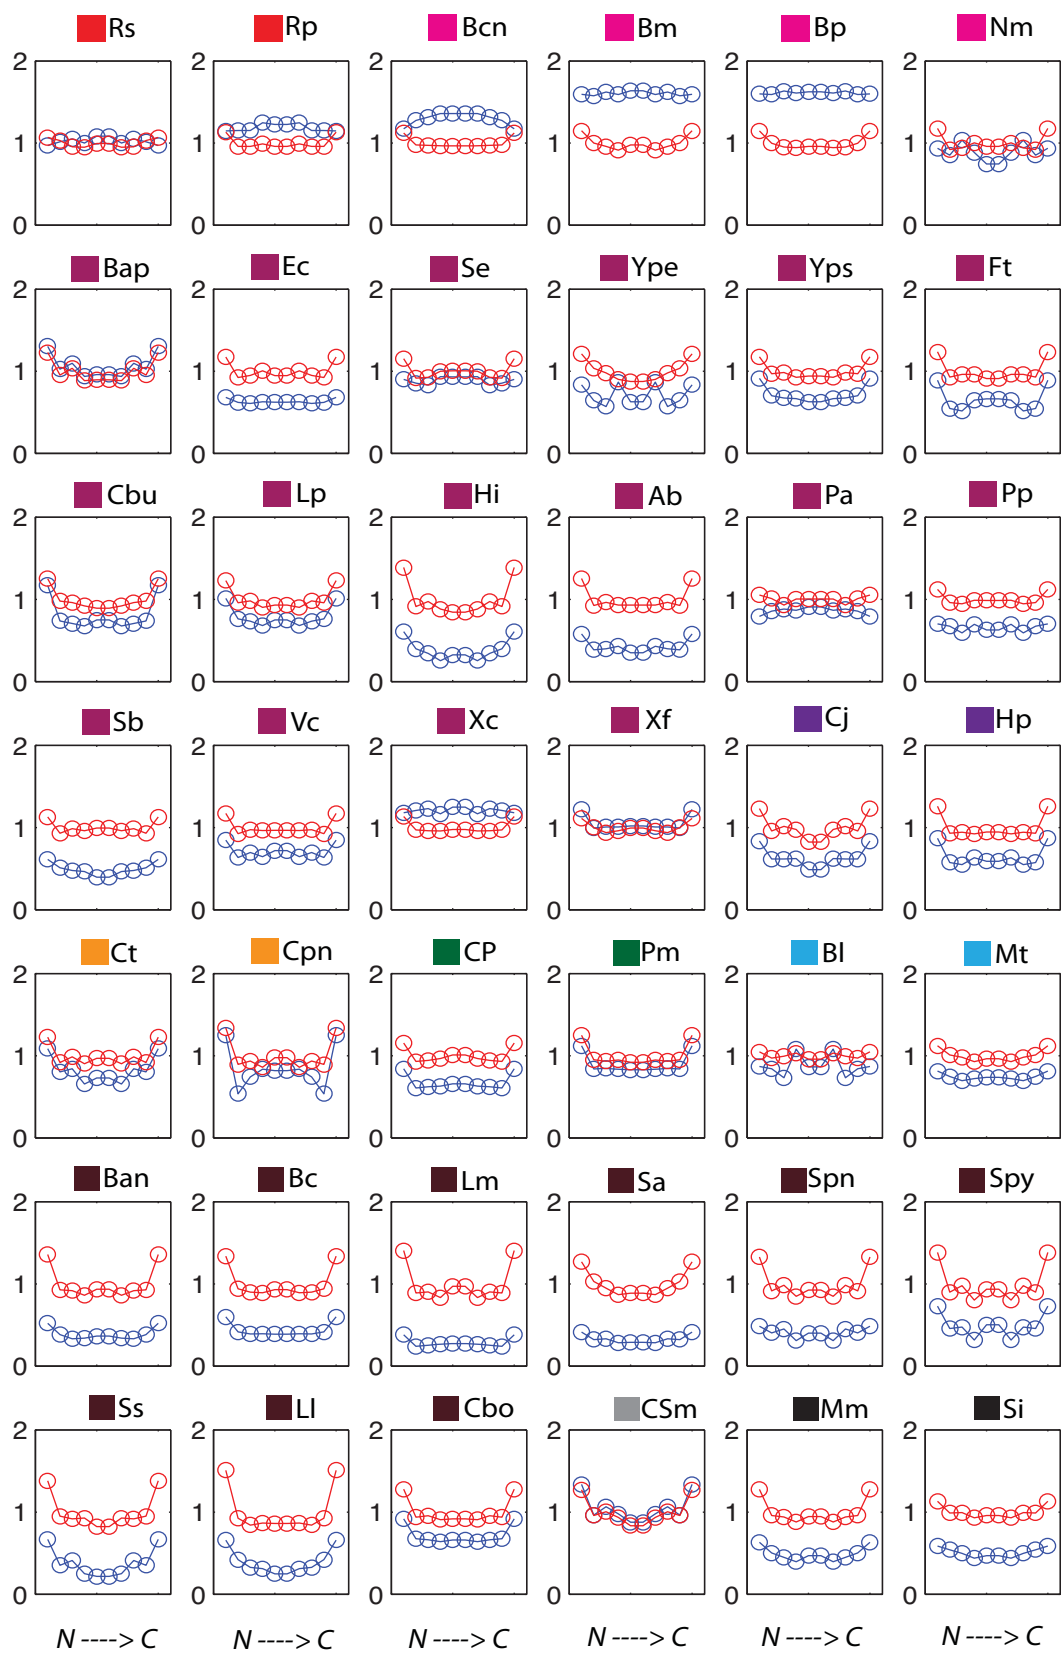 Rs Rp Bcn Bm Bp Nm
2 2 2 2 2 2
1 1 1 1 1 1
0 0 0 0 0 0
Bap Ec Se Ype Yps Ft
2 2 2 2 2 2
1 1 1 1 1 1
0 0 0 0 0 0
Cbu Lp Hi Ab Pa Pp
2 2 2 2 2 2
1 1 1 1 1 1
0 0 0 0 0 0
Sb Vc Xc Xf Cj Hp
2 2 2 2 2 2
1 1 1 1 1 1
0 0 0 0 0 0
Ct Cpn CP Pm Bl Mt
2 2 2 2 2 2
1 1 1 1 1 1
0 0 0 0 0 0
Ban Bc Lm Sa Spn Spy
2 2 2 2 2 2
1 1 1 1 1 1
0 0 0 0 0 0
Ss Ll Cbo CSm Mm Si
2 2 2 2 2 2
1 1 1 1 1 1
0 0 0 0 0 0
N ----> C N ----> C N ----> C N ----> C N ----> C N ----> C